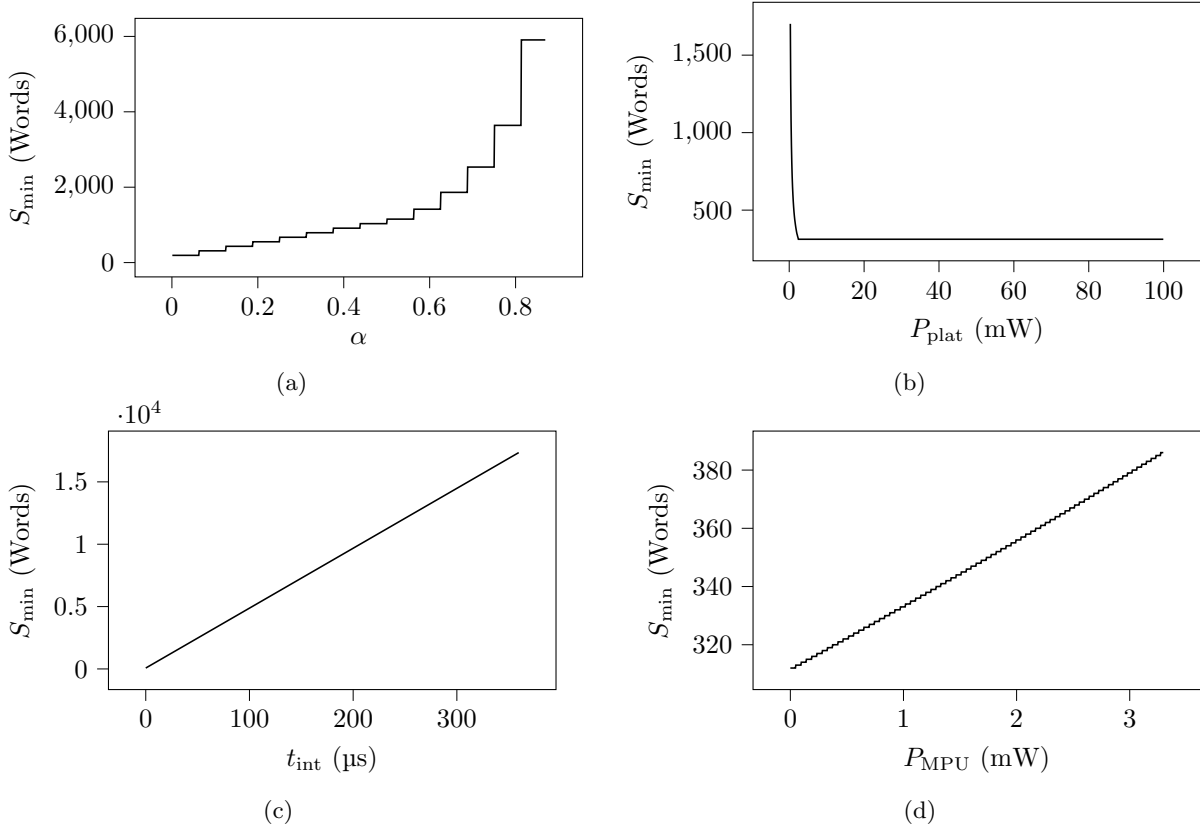 6,000
4,000
2,000
0
S_min (Words)
0 0.2 0.4 0.6 0.8
α
(a)
1,500
1,000
500
S_min (Words)
0 20 40 60 80 100
P_plat (mW)
(b)
·10⁴
1.5
1
0.5
0
S_min (Words)
0 100 200 300
t_int (µs)
(c)
380
360
340
320
S_min (Words)
0 1 2 3
P_MPU (mW)
(d)